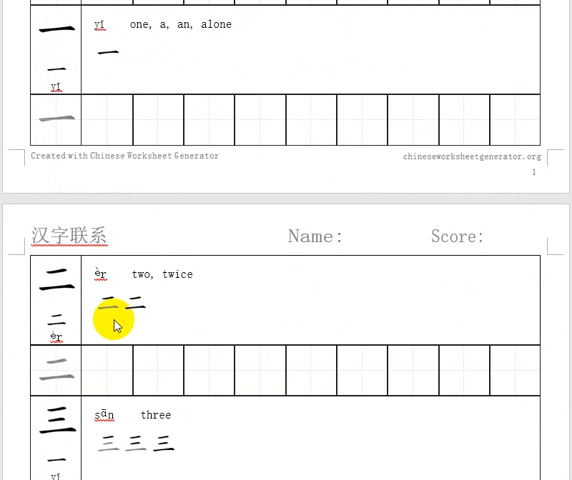 一 yī one, a, an, alone
一
一
yī
一
Created with Chinese Worksheet Generator chineseworksheetgenerator.org
1
汉字联系 Name: Score:
二 èr two, twice
二 二
二
èr
二
三 sān three
三 三 三
一
yī